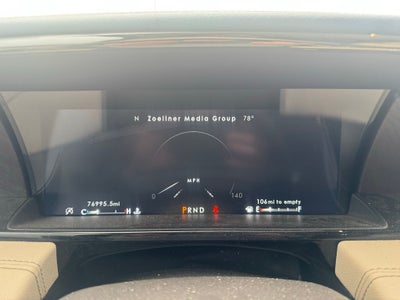 N Zoellner Media Group 78°
MPH
0 140
76995.5mi PRND 106mi to empty
C H E F